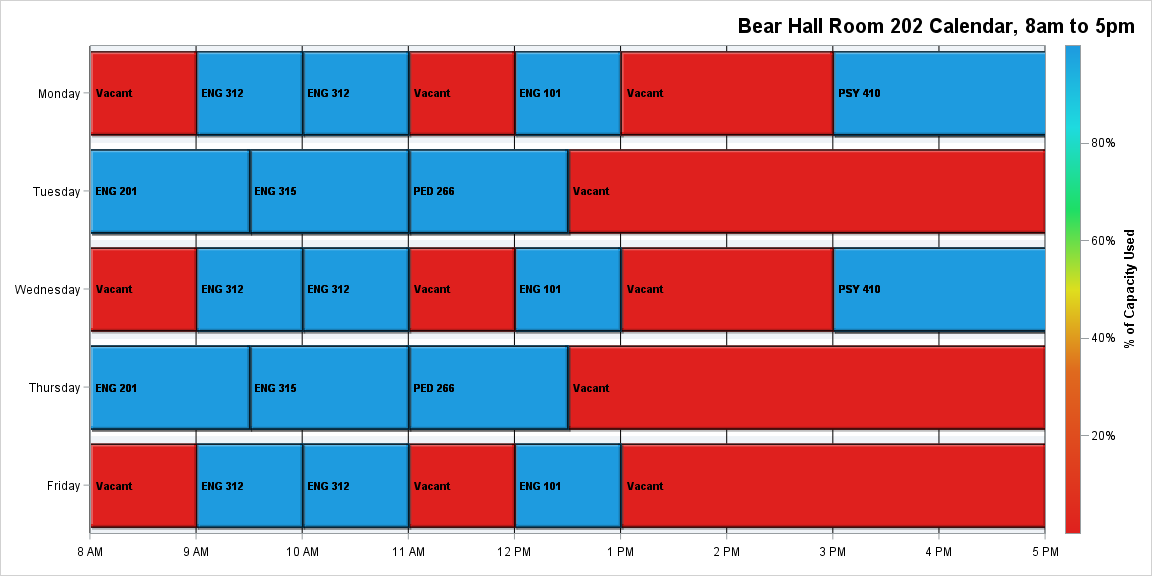 Bear Hall Room 202 Calendar, 8am to 5pm
Monday
Vacant
ENG 312
ENG 312
Vacant
ENG 101
Vacant
PSY 410
Tuesday
ENG 201
ENG 315
PED 266
Vacant
Wednesday
Vacant
ENG 312
ENG 312
Vacant
ENG 101
Vacant
PSY 410
Thursday
ENG 201
ENG 315
PED 266
Vacant
Friday
Vacant
ENG 312
ENG 312
Vacant
ENG 101
Vacant
8 AM
9 AM
10 AM
11 AM
12 PM
1 PM
2 PM
3 PM
4 PM
5 PM
80%
60%
40%
20%
% of Capacity Used